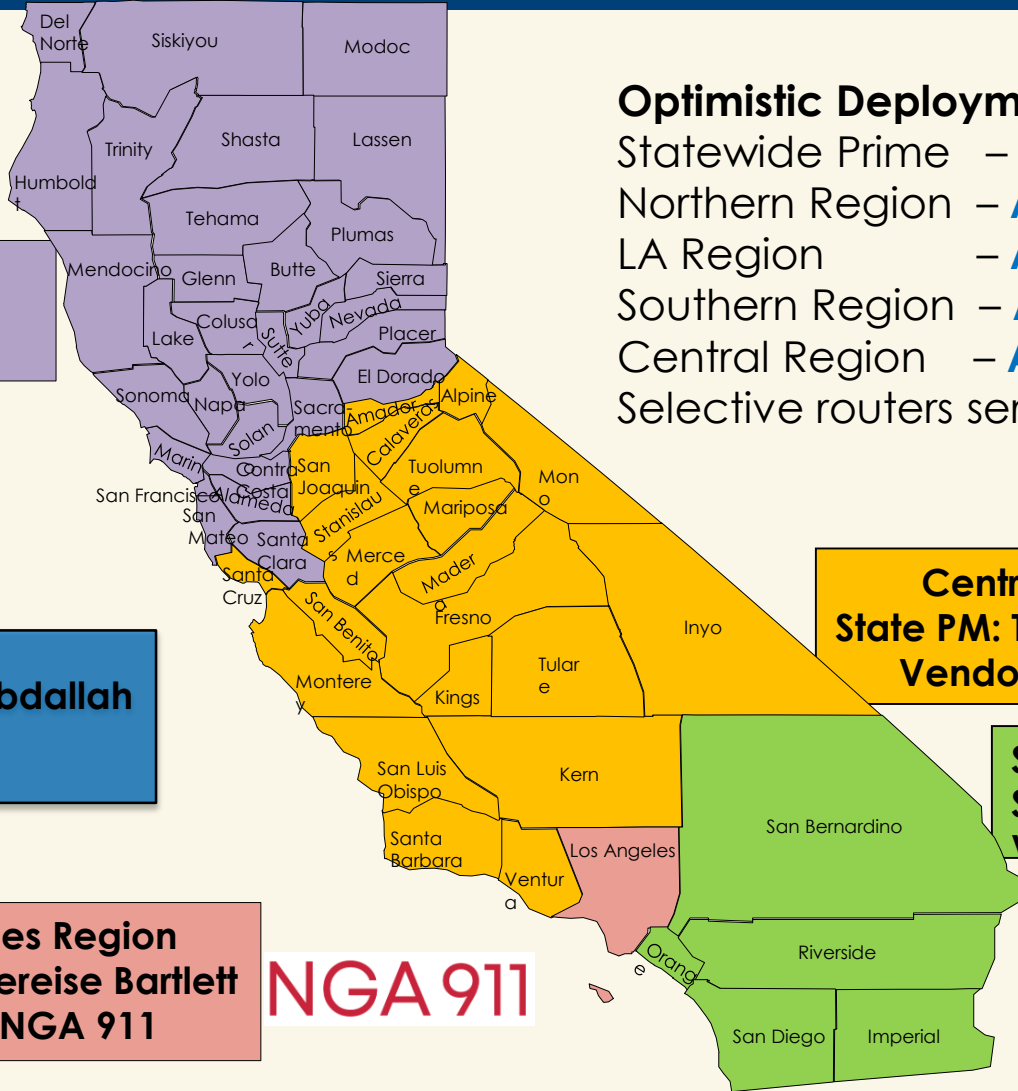 Del
Norte
Siskiyou
Modoc
Trinity
Shasta
Lassen
Humbold
t
Tehama
Plumas
Mendocino
Glenn
Butte
Sierra
Colusa
Sutte
r
Yuba
Nevada
Lake
Placer
Yolo
El Dorado
Sonoma
Napa
Sacra-
mento
Amador
Alpine
Solan
o
Calaveras
Marin
Contra
Costa
San
Joaquin
Tuolumn
e
Mon
o
San Francisco
Alameda
Stanislau
s
Mariposa
San
Mateo
Santa
Clara
Merce
d
Mader
a
Santa
Cruz
San Benito
Fresno
Inyo
Montere
y
Kings
Tular
e
San Luis
Obispo
Kern
San Bernardino
Santa
Barbara
Ventur
a
Los Angeles
Orang
e
Riverside
San Diego
Imperial
Optimistic Deploym
Statewide Prime –
Northern Region – A
LA Region – A
Southern Region – A
Central Region – A
Selective routers ser
Centr
State PM: T
Vendo
S
S
V
bdallah
es Region
ereise Bartlett
NGA 911
NGA 911